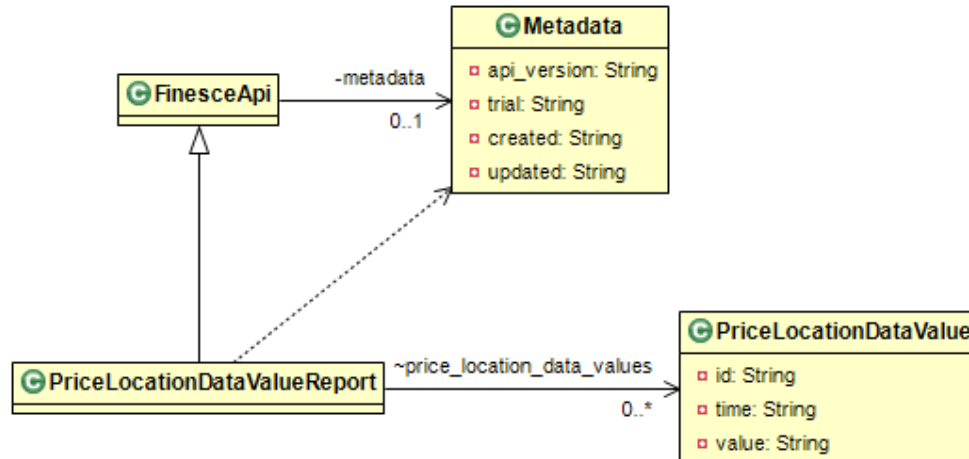 Metadata
api_version: String
trial: String
created: String
updated: String
FinesceApi
-metadata
0..1
PriceLocationDataValueReport
~price_location_data_values
0..*
PriceLocationDataValue
id: String
time: String
value: String